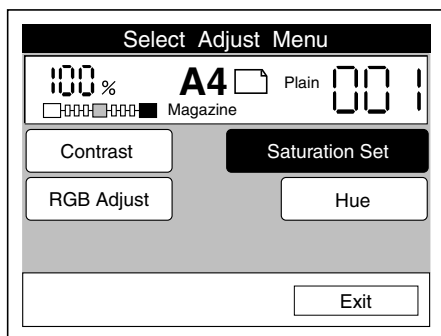 Select Adjust Menu
100 % A4 Plain 001
Magazine
Contrast Saturation Set
RGB Adjust Hue
Exit